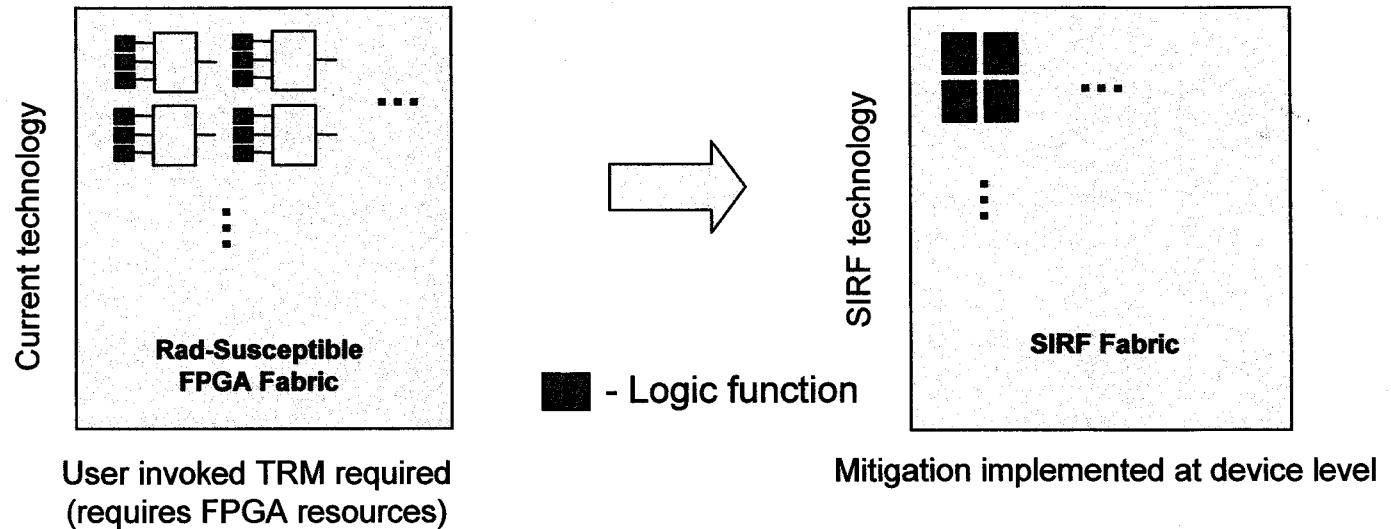 Current technology
Rad-Susceptible
FPGA Fabric
User invoked TRM required
(requires FPGA resources)
- Logic function
SIRF technology
SIRF Fabric
Mitigation implemented at device level